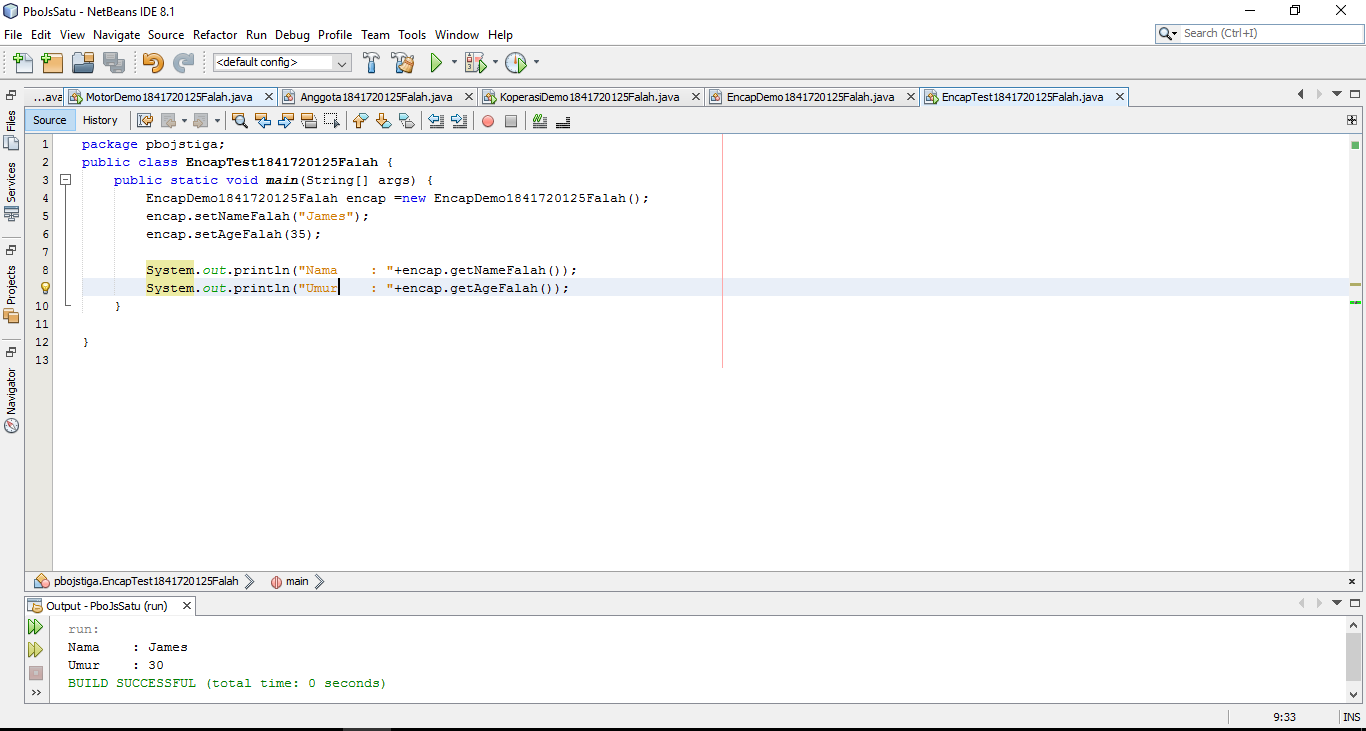 PboJsSatu - NetBeans IDE 8.1
File Edit View Navigate Source Refactor Run Debug Profile Team Tools Window Help
Search (Ctrl+I)
<default config>
...ava MotorDemo1841720125Falah.java Anggota1841720125Falah.java KoperasiDemo1841720125Falah.java EncapDemo1841720125Falah.java EncapTest1841720125Falah.java
Files
Services
Projects
Navigator
Source History
1 package pbojstiga;
2 public class EncapTest1841720125Falah {
3 public static void main(String[] args) {
4 EncapDemo1841720125Falah encap =new EncapDemo1841720125Falah();
5 encap.setNameFalah("James");
6 encap.setAgeFalah(35);
7
8 System.out.println("Nama    : "+encap.getNameFalah());
System.out.println("Umur    : "+encap.getAgeFalah());
10 }
11
12 }
13
pbojstiga.EncapTest1841720125Falah main
Output - PboJsSatu (run)
run:
Nama    : James
Umur    : 30
BUILD SUCCESSFUL (total time: 0 seconds)
9:33 INS